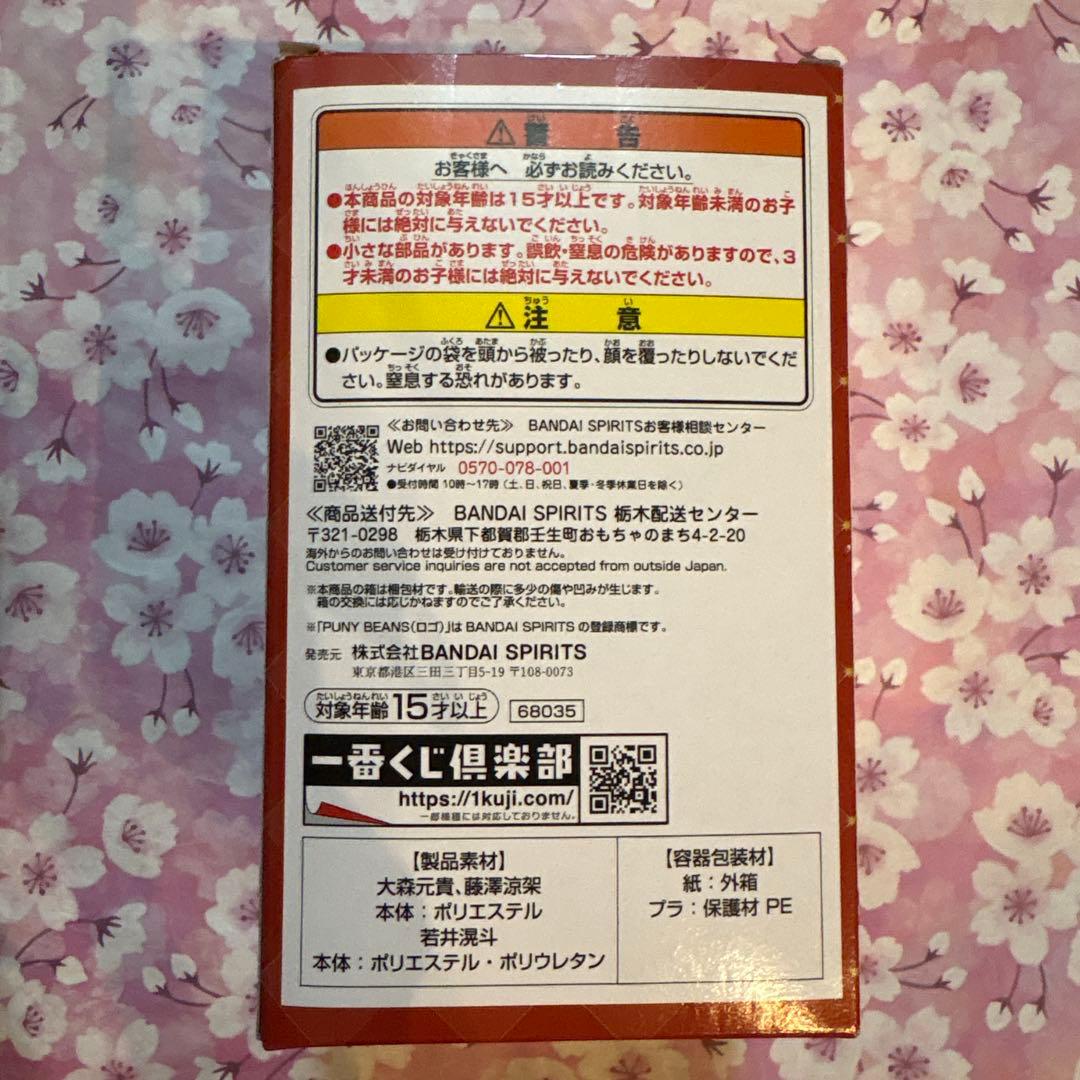 ⚠警告
お客様へ 必ずお読みください。
●本商品の対象年齢は15才以上です。対象年齢未満のお子
様には絶対に与えないでください。
●小さな部品があります。誤飲・窒息の危険がありますので、3
才未満のお子様には絶対に与えないでください。
⚠注意
●パッケージの袋を頭から被ったり、顔を覆ったりしないでくだ
さい。窒息する恐れがあります。
≪お問い合わせ先≫ BANDAI SPIRITSお客様相談センター
Web https://support.bandaispirits.co.jp
ナビダイヤル 0570-078-001
●受付時間 10時〜17時(土、日、祝日、夏季・冬季休業日を除く)
≪商品送付先≫ BANDAI SPIRITS 栃木配送センター
〒321-0298 栃木県下都賀郡壬生町おもちゃのまち4-2-20
海外からのお問い合わせは受け付けておりません。
Customer service inquiries are not accepted from outside Japan.
※本商品の箱は梱包材です。輸送の際に多少の傷や凹みが生じます。
箱の交換には応じかねますのでご了承ください。
※「PUNY BEANS(ロゴ)」はBANDAI SPIRITSの登録商標です。
発売元 株式会社BANDAI SPIRITS
東京都港区三田三丁目5-19 〒108-0073
対象年齢15才以上 68035
一番くじ倶楽部
https://1kuji.com/
一部機種には対応しておりません。
【製品素材】
大森元貴、藤澤涼架
本体：ポリエステル
若井滉斗
本体：ポリエステル・ポリウレタン
【容器包装材】
紙：外箱
プラ：保護材 PE